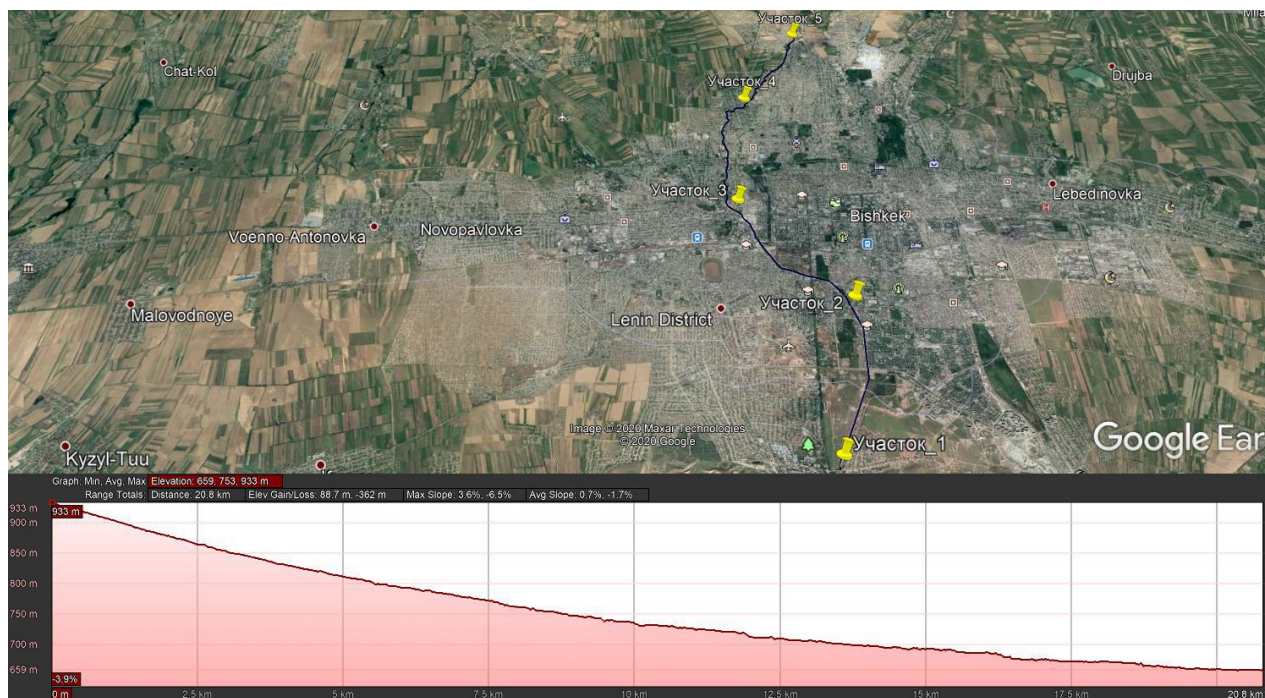 Участок_5
Chat-Kol
Drujba
Участок_4
Участок_3
Lebedinovka
Bishkek
Novopavlovka
Voenno-Antonovka
Участок_2
Malovodnoye
Lenin District
Image © 2020 Maxar Technologies
© 2020 Google
Участок_1
Google Ear
Kyzyl-Tuu
Graph: Min, Avg, Max Elevation: 659, 753, 933 m
Range Totals: Distance: 20.8 km Elev Gain/Loss: 88.7 m, -362 m Max Slope: 3.6%, -6.5% Avg Slope: 0.7%, -1.7%
933 m
933 m
900 m
850 m
800 m
750 m
700 m
659 m
-3.9%
0 m 2.5 km 5 km 7.5 km 10 km 12.5 km 15 km 17.5 km 20.8 km